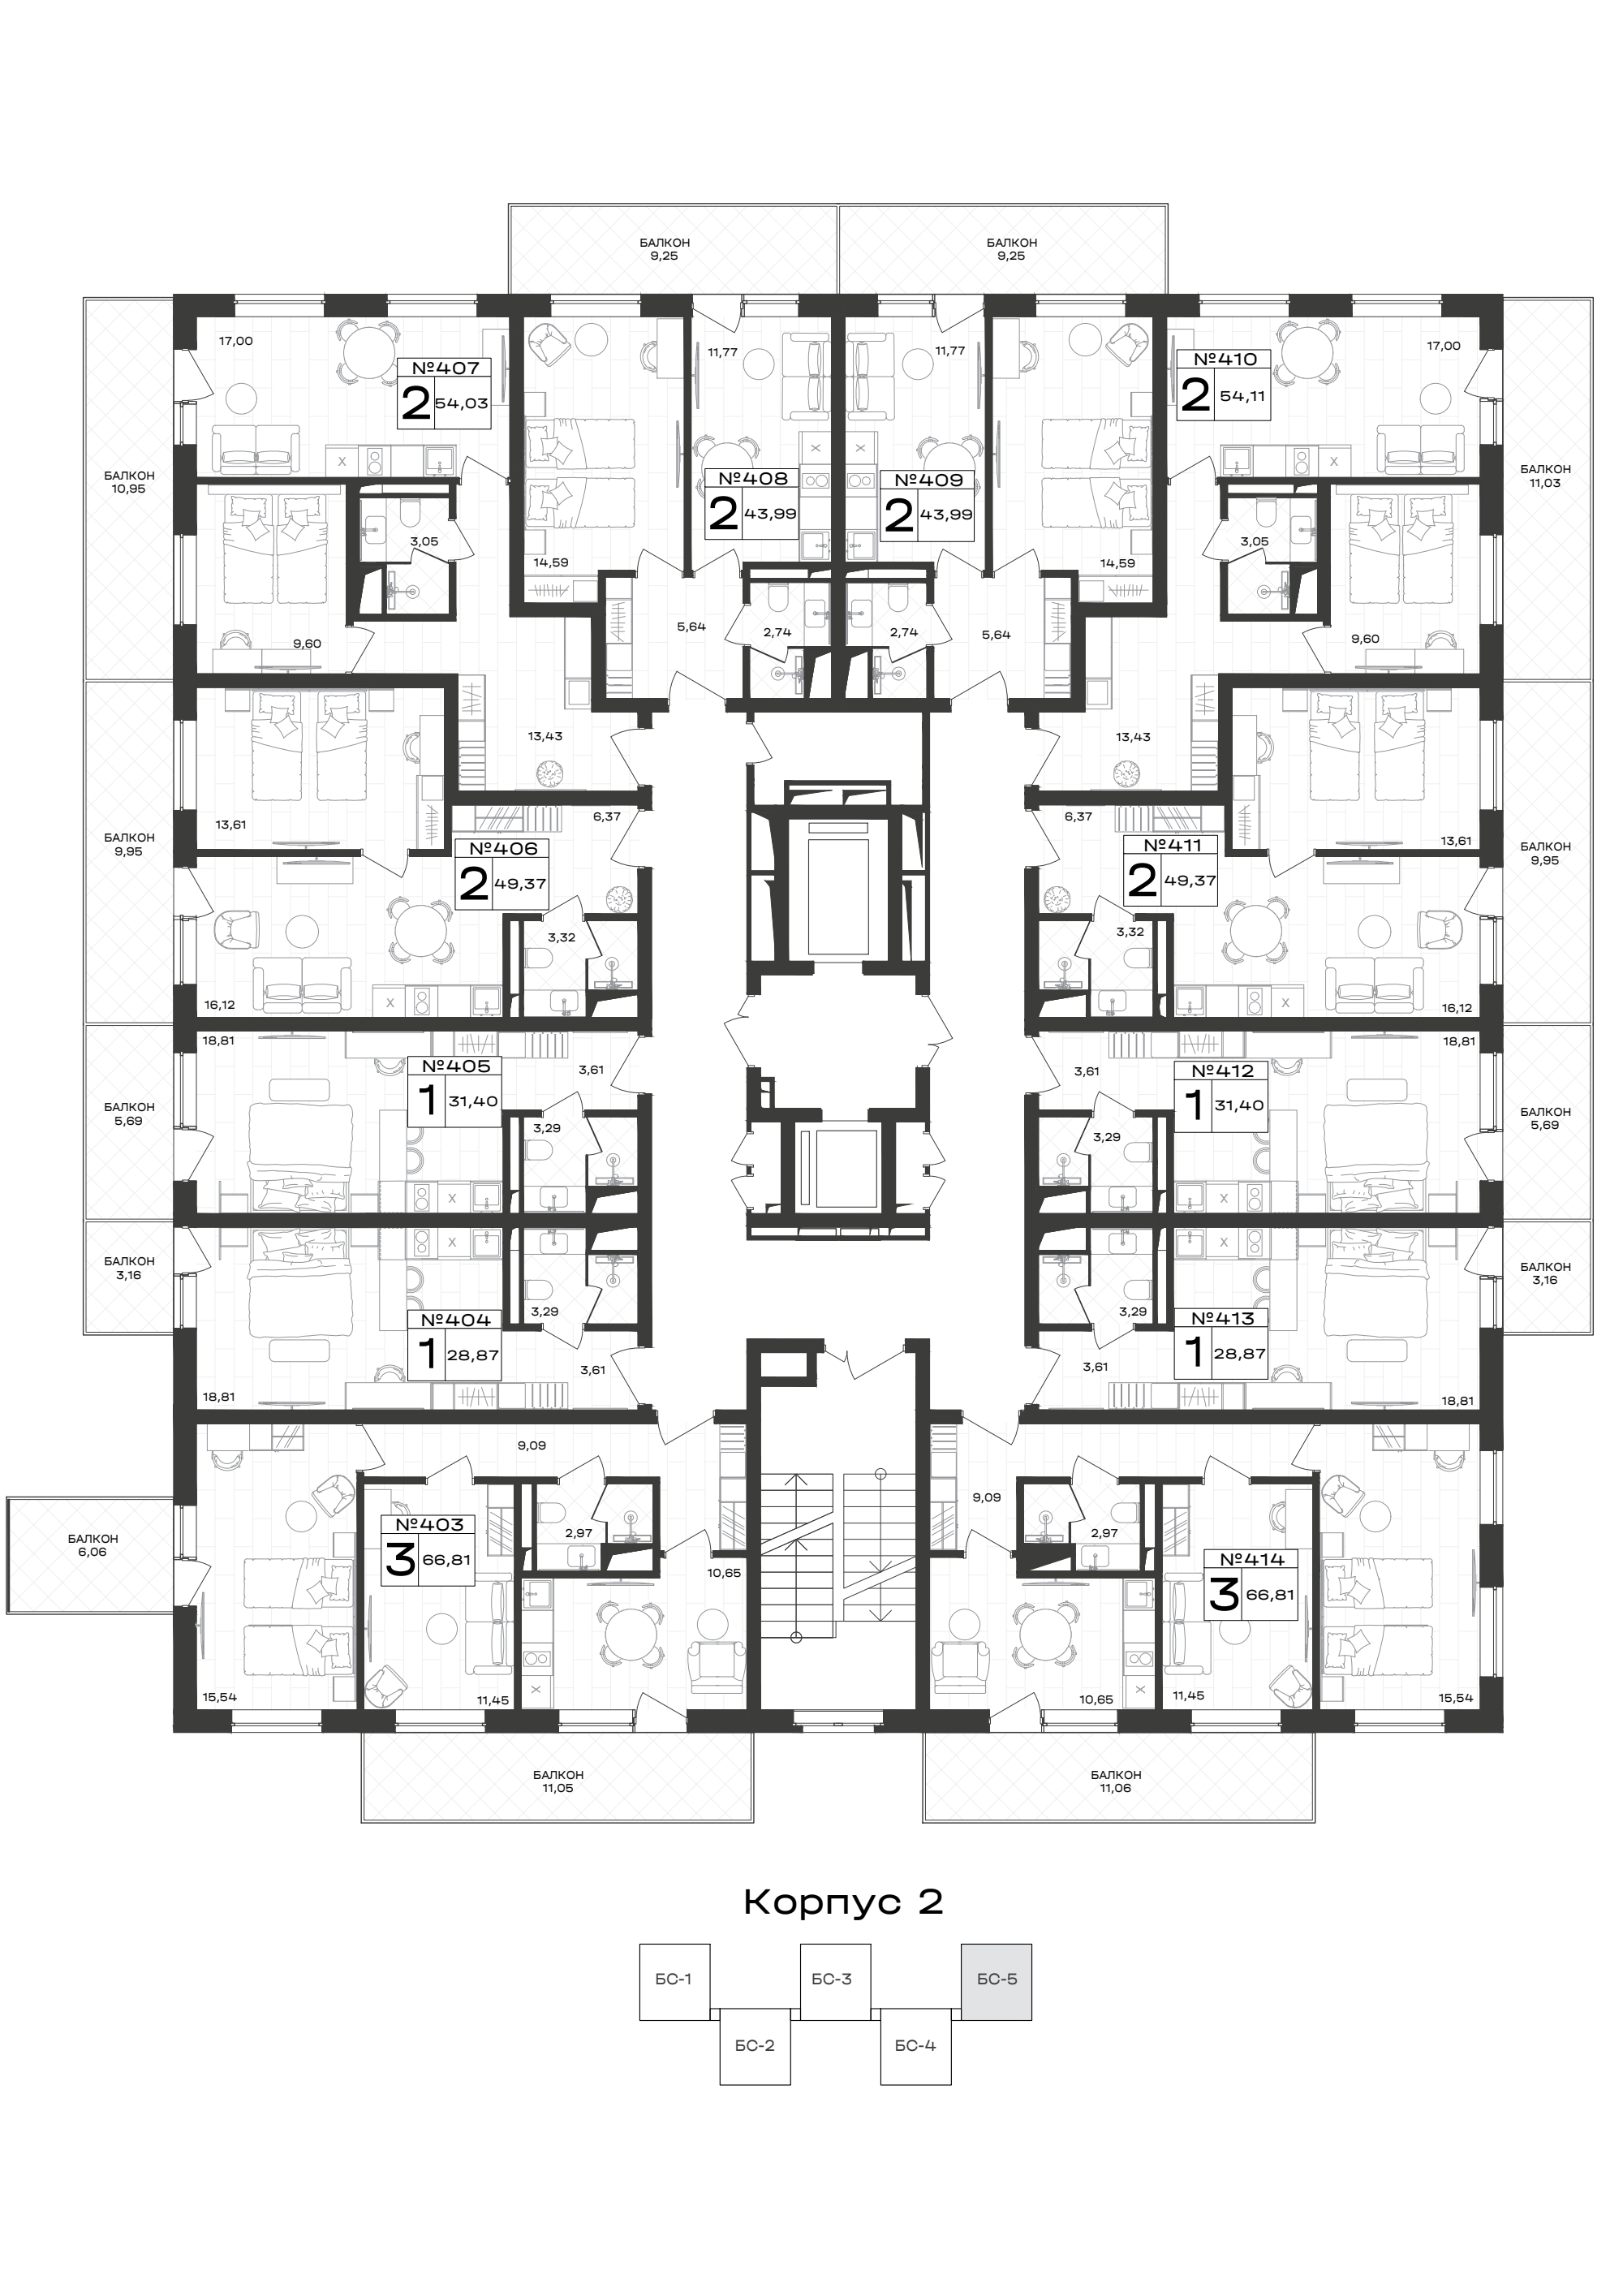 БАЛКОН
9,25
БАЛКОН
9,25
17,00
№407
2 54,03
11,77
11,77
№410
2 54,11
17,00
БАЛКОН
10,95
№408
2 43,99
№409
2 43,99
БАЛКОН
11,03
X
X
X
X
3,05
14,59
14,59
3,05
9,60
5,64
2,74
2,74
5,64
9,60
13,43
13,43
13,61
6,37
6,37
13,61
БАЛКОН
9,95
№406
2 49,37
№411
2 49,37
БАЛКОН
9,95
3,32
3,32
16,12
X
X
16,12
18,81
№405
1 31,40
3,61
3,61
№412
1 31,40
18,81
БАЛКОН
5,69
3,29
3,29
БАЛКОН
5,69
X
X
X
X
БАЛКОН
3,16
3,29
3,29
БАЛКОН
3,16
№404
1 28,87
3,61
3,61
№413
1 28,87
18,81
18,81
9,09
9,09
БАЛКОН
6,06
№403
3 66,81
2,97
2,97
№414
3 66,81
10,65
15,54
11,45
X
10,65
X
11,45
15,54
БАЛКОН
11,05
БАЛКОН
11,06
Корпус 2
БС-1
БС-3
БС-5
БС-2
БС-4